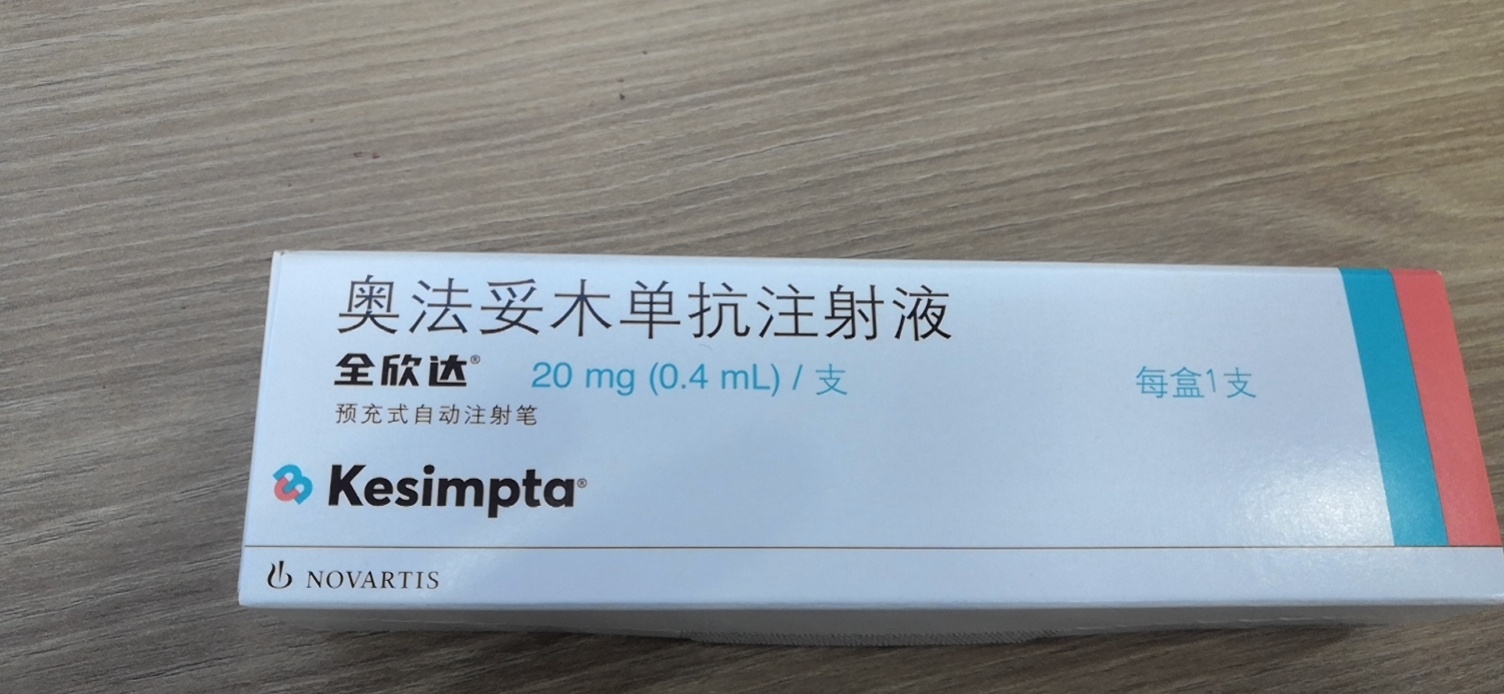 奥法妥木单抗注射液
全欣达® 20 mg (0.4 mL) / 支 每盒1支
预充式自动注射笔
Kesimpta®
NOVARTIS